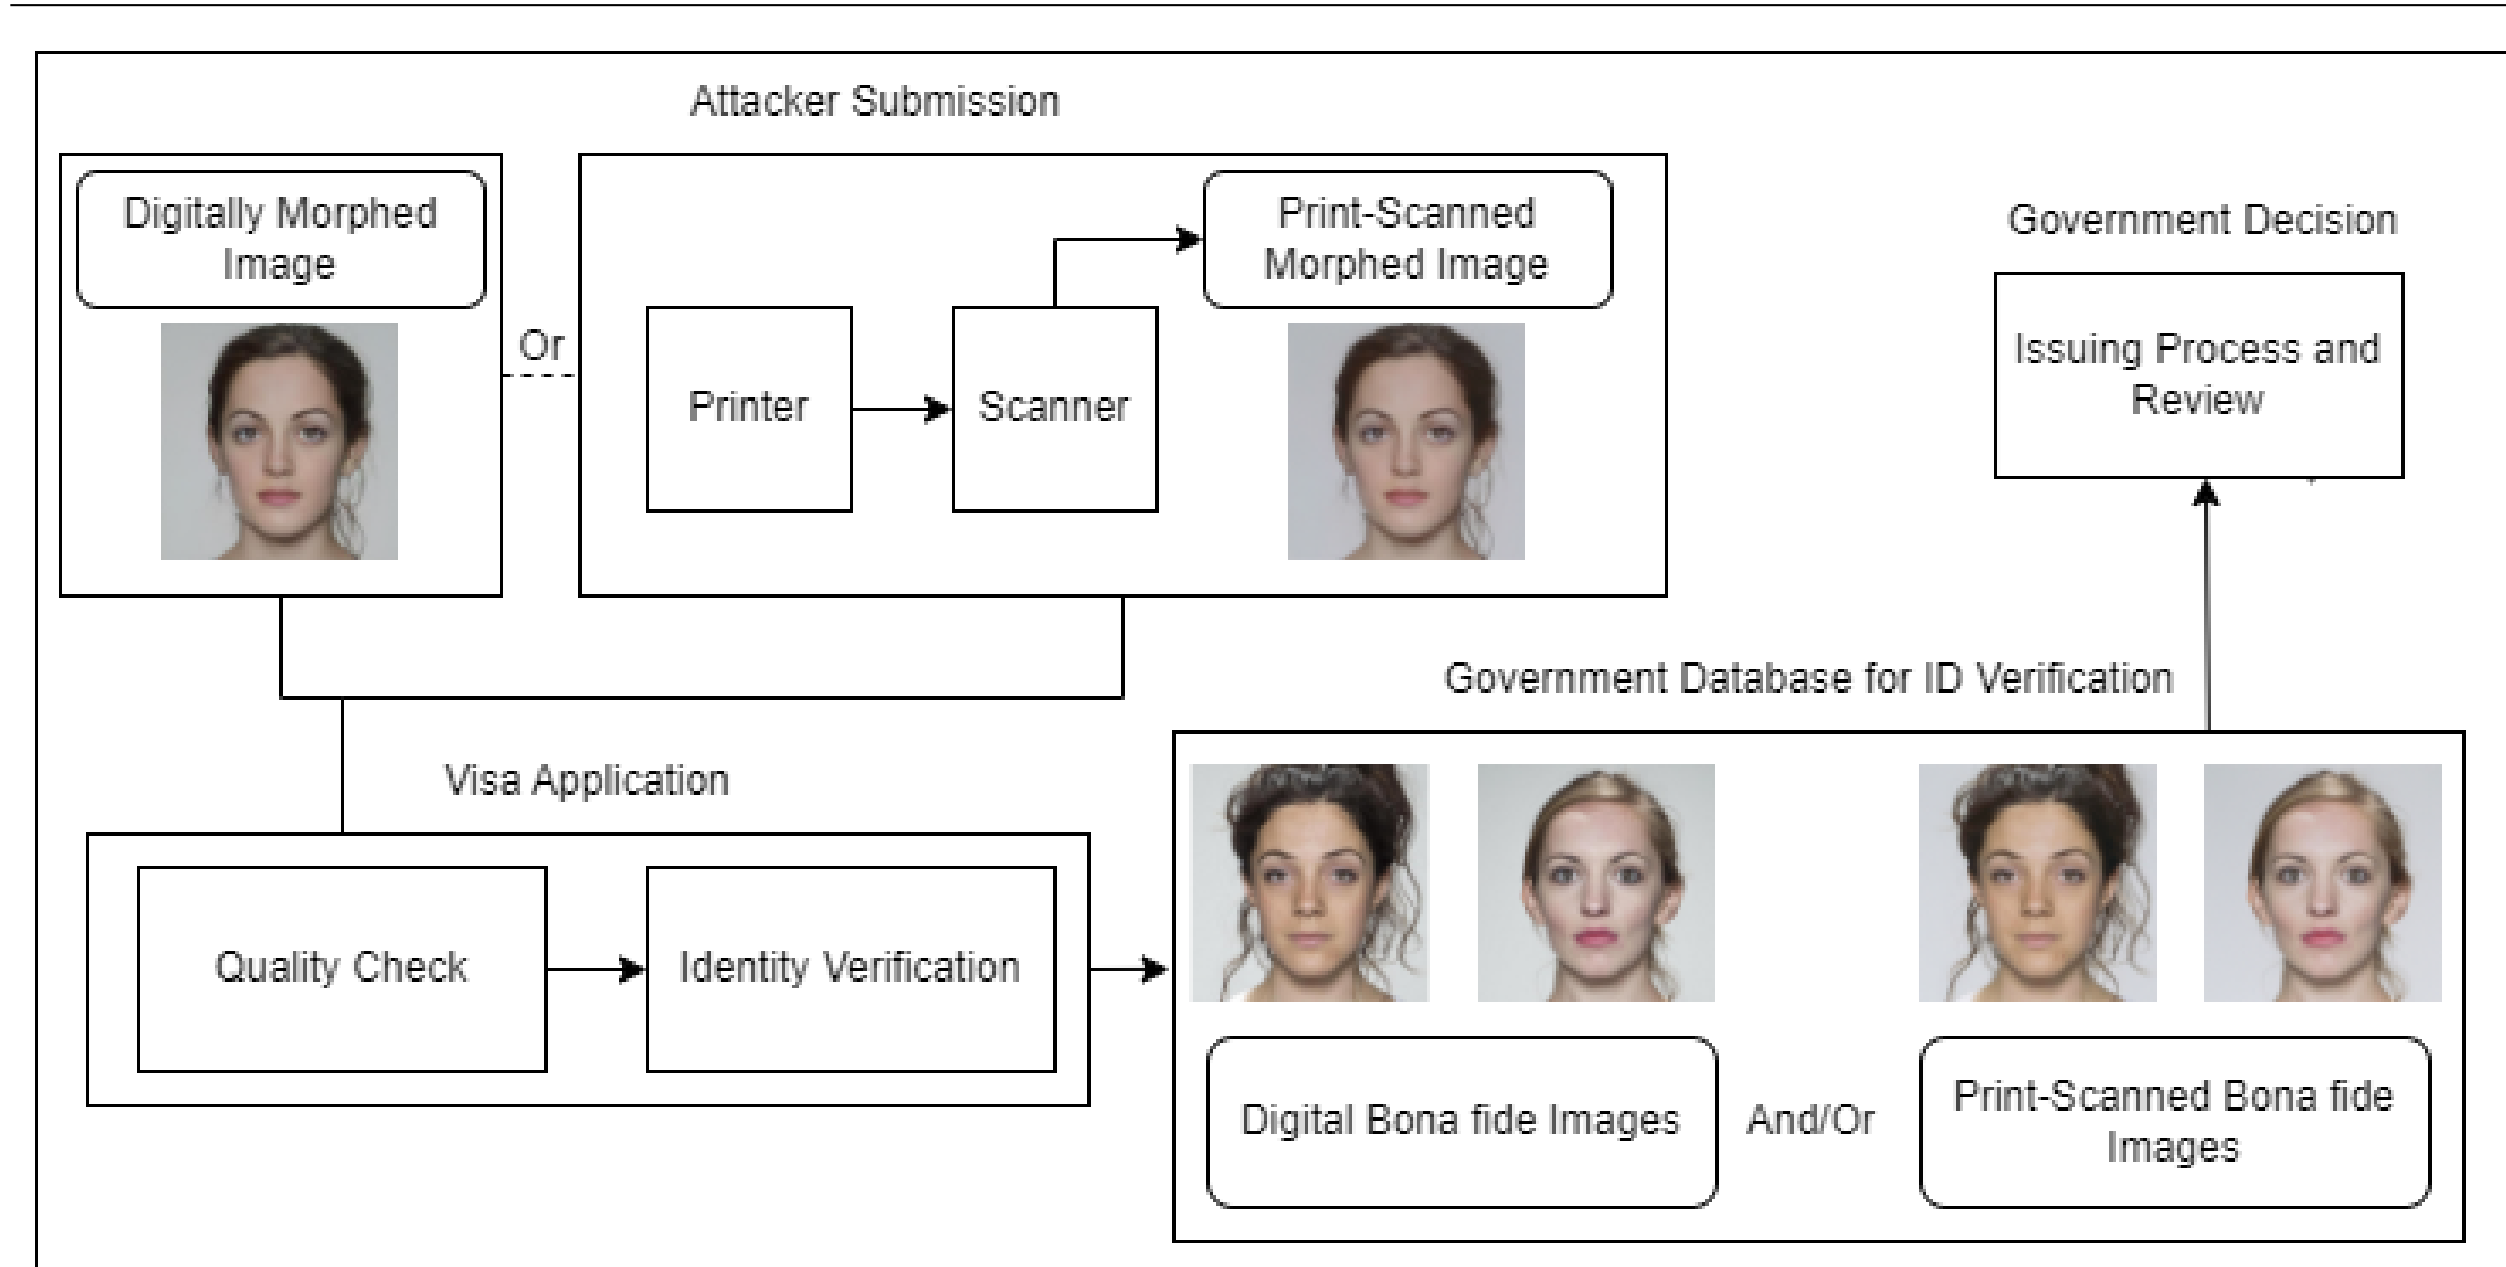 Attacker Submission
Digitally Morphed
Image
Or
Printer
Scanner
Print-Scanned
Morphed Image
Government Decision
Issuing Process and
Review
Visa Application
Quality Check
Identity Verification
Government Database for ID Verification
Digital Bona fide Images
And/Or
Print-Scanned Bona fide
Images